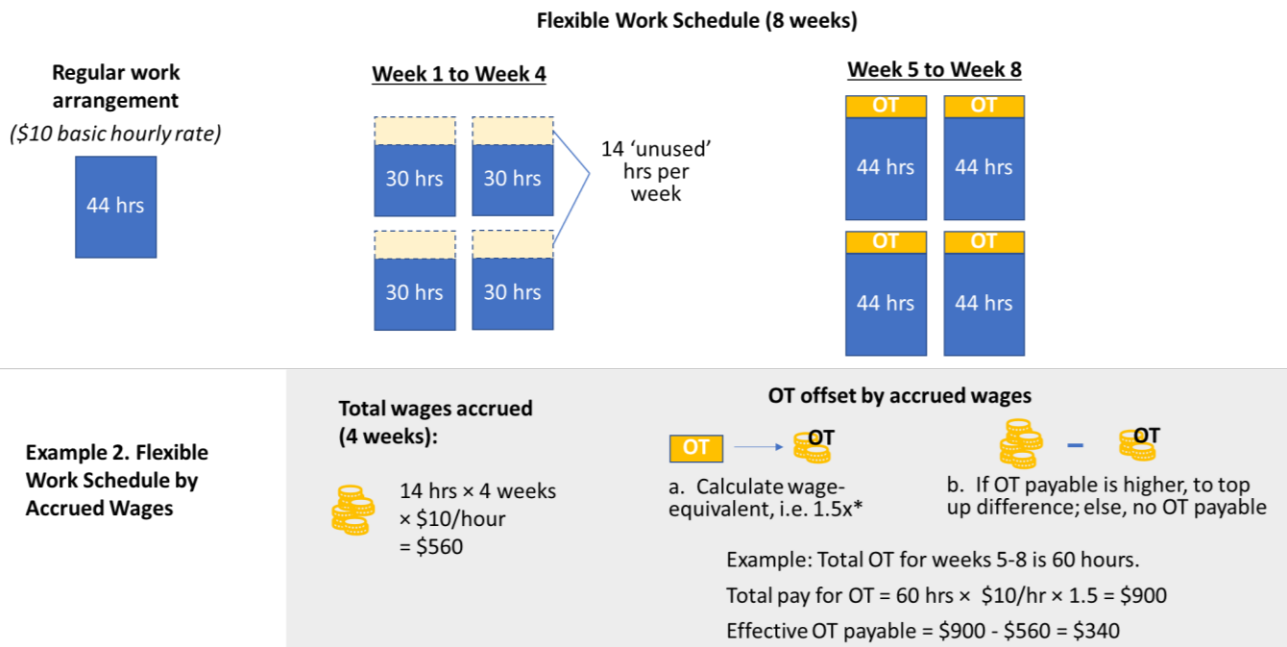 Flexible Work Schedule (8 weeks)
Regular work
arrangement
($10 basic hourly rate)
44 hrs
Week 1 to Week 4
30 hrs
30 hrs
30 hrs
30 hrs
14 ‘unused’
hrs per
week
Week 5 to Week 8
OT
OT
44 hrs
44 hrs
OT
OT
44 hrs
44 hrs
Example 2. Flexible
Work Schedule by
Accrued Wages
Total wages accrued
(4 weeks):
14 hrs × 4 weeks
× $10/hour
= $560
OT offset by accrued wages
OT
OT
a. Calculate wage-
equivalent, i.e. 1.5x*
–
OT
b. If OT payable is higher, to top
up difference; else, no OT payable
Example: Total OT for weeks 5-8 is 60 hours.
Total pay for OT = 60 hrs × $10/hr × 1.5 = $900
Effective OT payable = $900 - $560 = $340